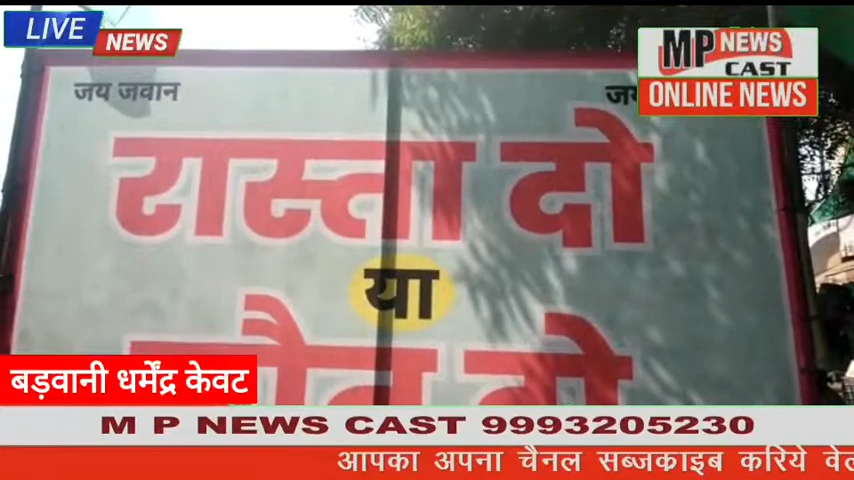 LIVE
NEWS
MP NEWS
CAST
ONLINE NEWS
जय जवान
रास्ता दो
या
दो
बड़वानी धर्मेंद्र केवट
M P NEWS CAST 9993205230
आपका अपना चैनल सब्जकाइब करिये